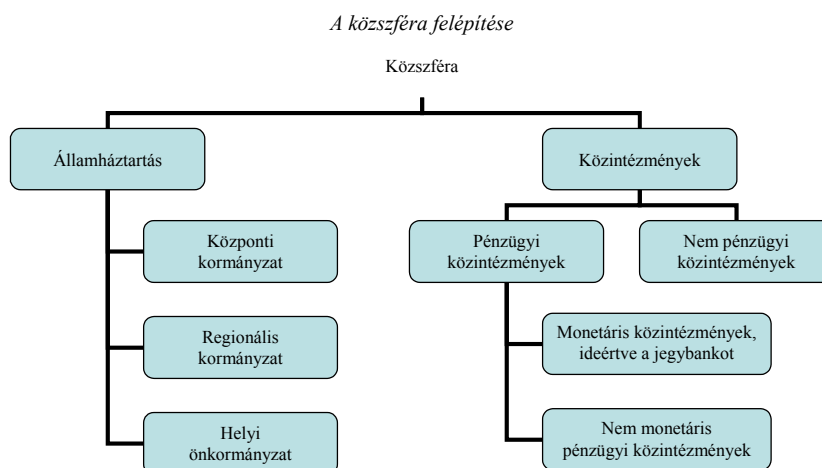 A közszféra felépítése
Közszféra
Államháztartás
Közintézmények
Központi
kormányzat
Pénzügyi
közintézmények
Nem pénzügyi
közintézmények
Regionális
kormányzat
Monetáris közintézmények,
ideértve a jegybankot
Helyi
önkormányzat
Nem monetáris
pénzügyi közintézmények